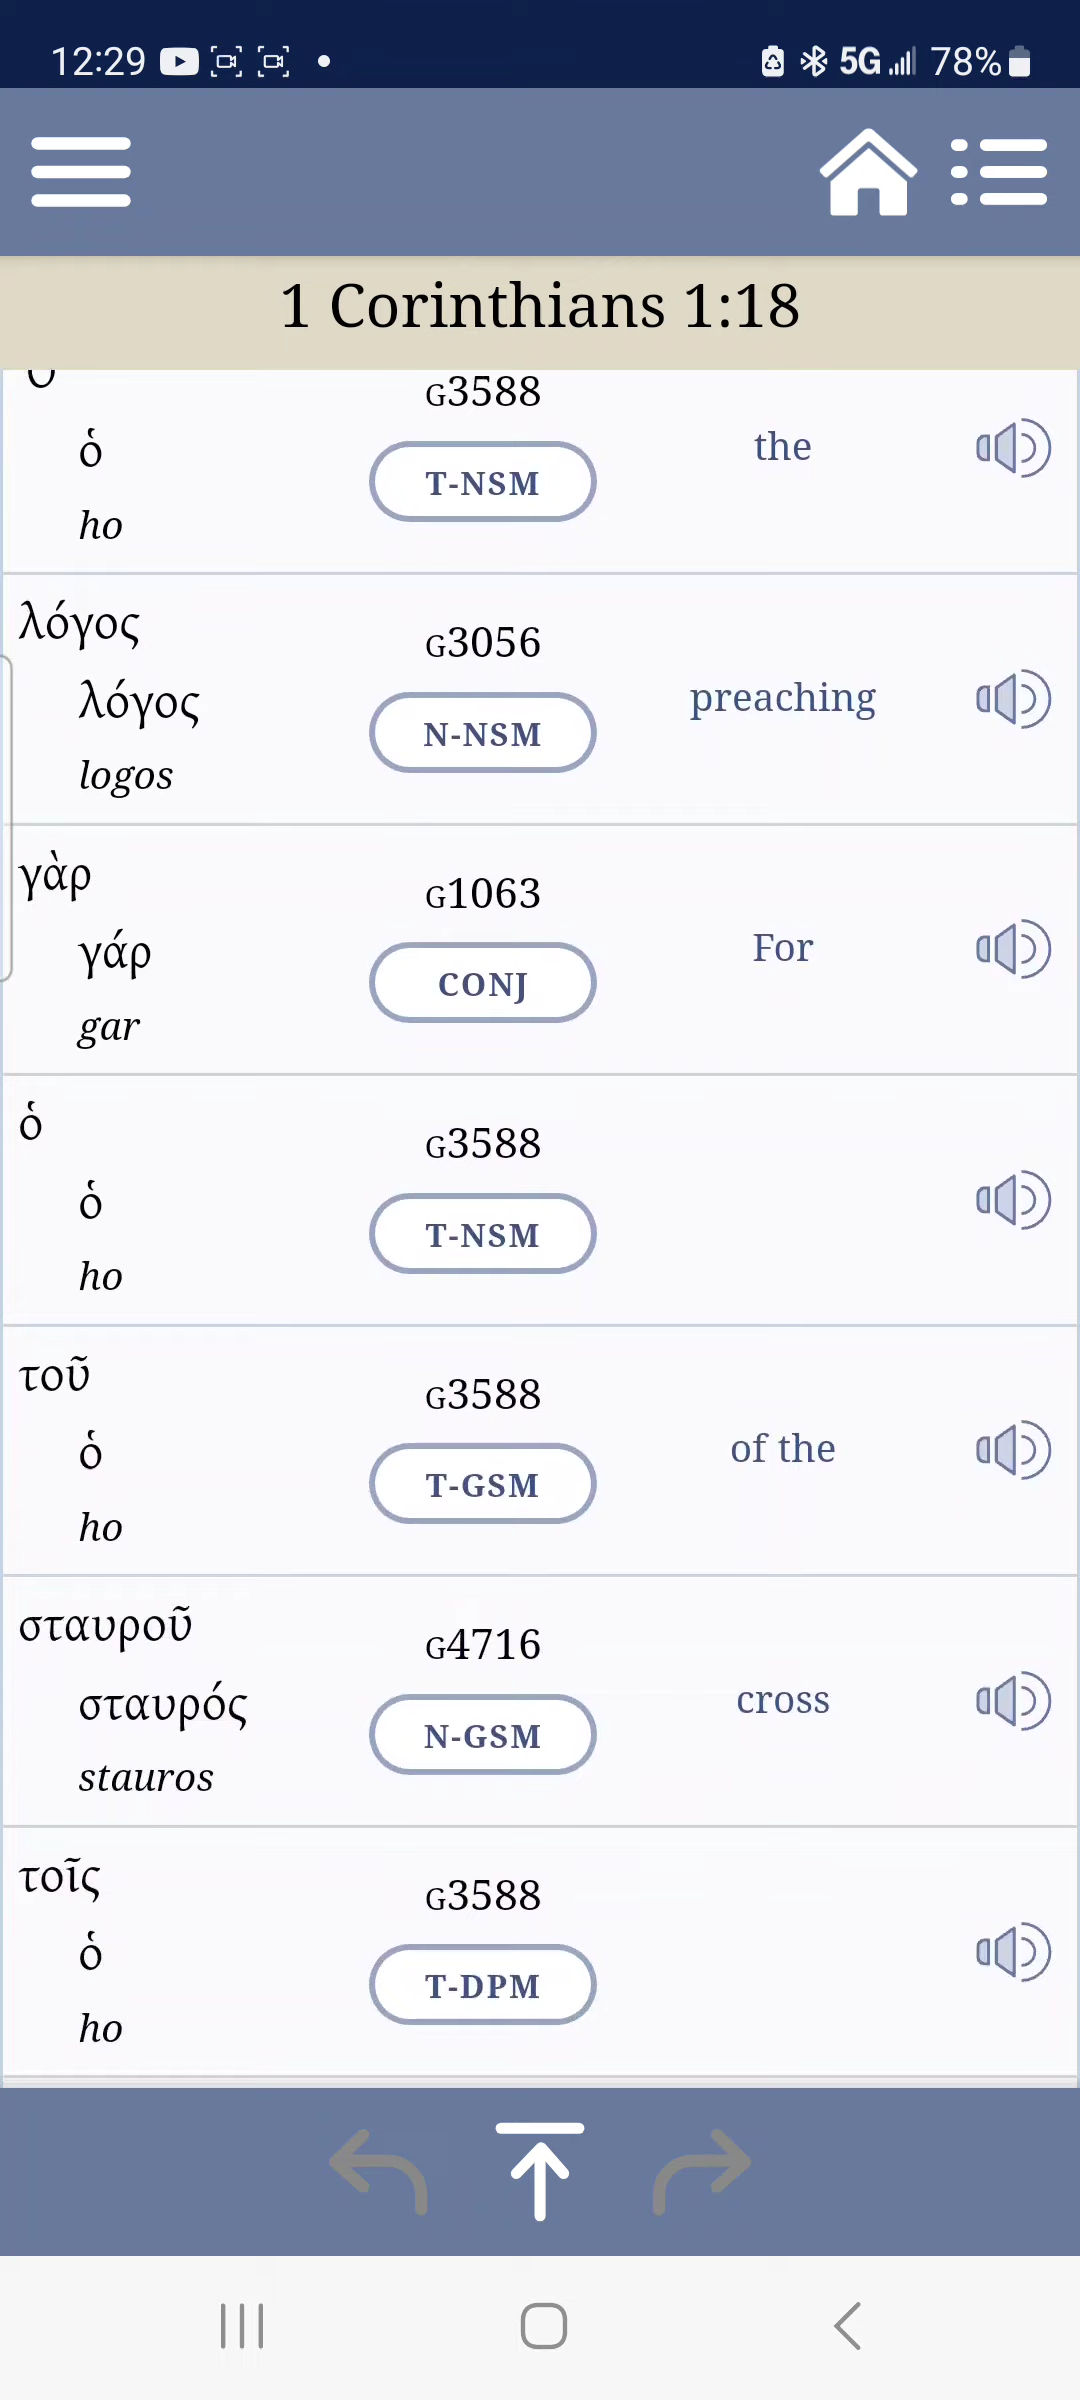 12:29 5G 78%
1 Corinthians 1:18
G3588
ὁ
T-NSM
the
ho
λόγος
G3056
λόγος
N-NSM
preaching
logos
γὰρ
G1063
γάρ
CONJ
For
gar
ὁ
G3588
ὁ
T-NSM
ho
τοῦ
G3588
ὁ
T-GSM
of the
ho
σταυροῦ
G4716
σταυρός
N-GSM
cross
stauros
τοῖς
G3588
ὁ
T-DPM
ho